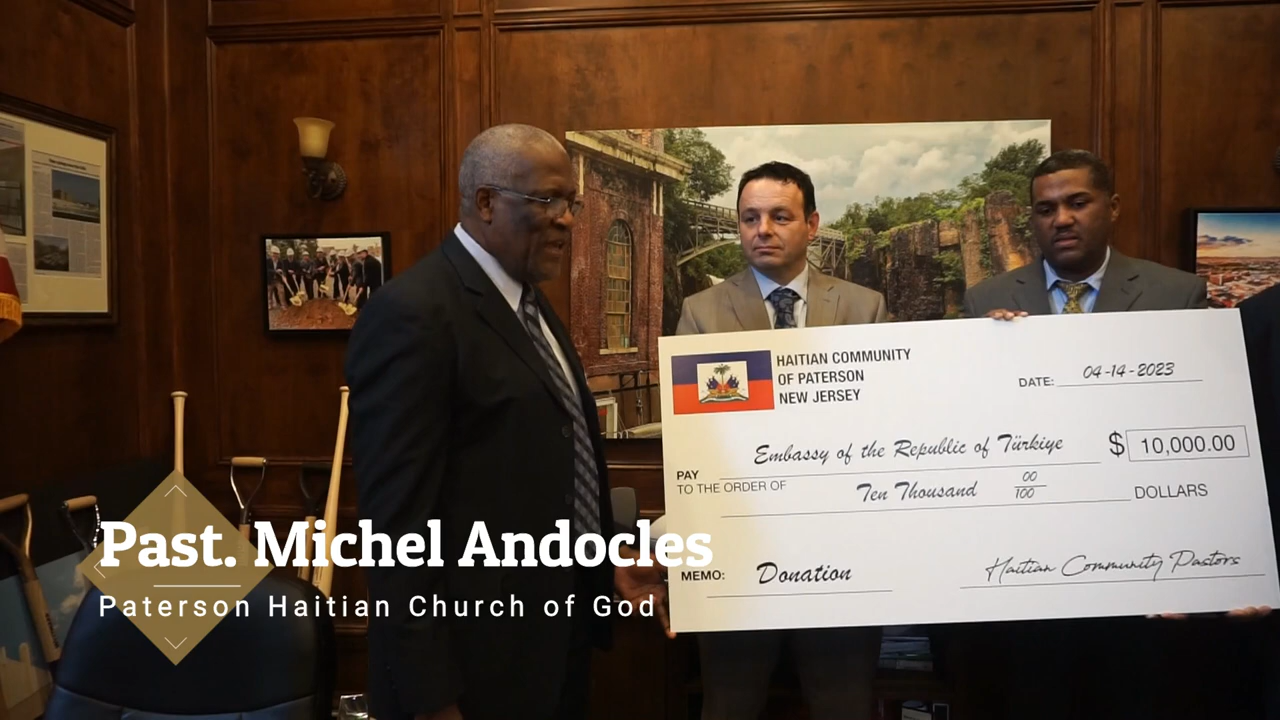 HAITIAN COMMUNITY
OF PATERSON
NEW JERSEY
DATE: 04-14-2023
Embassy of the Republic of Türkiye $ 10,000.00
PAY
TO THE ORDER OF
Ten Thousand 00/100 DOLLARS
MEMO: Donation
Haitian Community Pastors
Past. Michel Andocles
Paterson Haitian Church of God